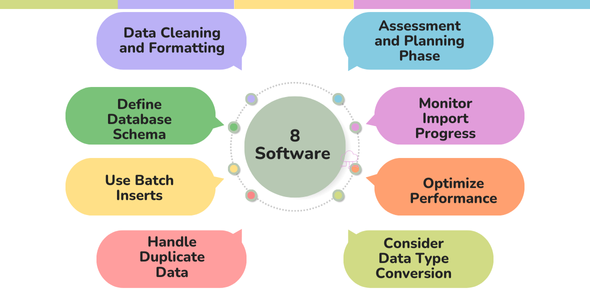 Data Cleaning
and Formatting
Assessment
and Planning
Phase
Define
Database
Schema
Monitor
Import
Progress
8
Software
Use Batch
Inserts
Optimize
Performance
Handle
Duplicate
Data
Consider
Data Type
Conversion